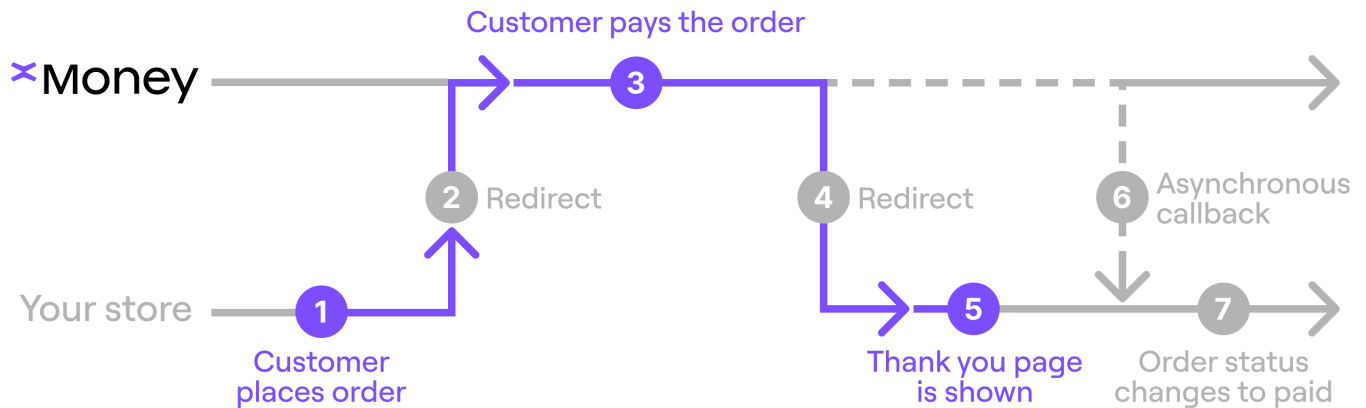 Customer pays the order
Money
3
2
Redirect
4
Redirect
6
Asynchronous
callback
Your store
1
5
7
Customer
places order
Thank you page
is shown
Order status
changes to paid